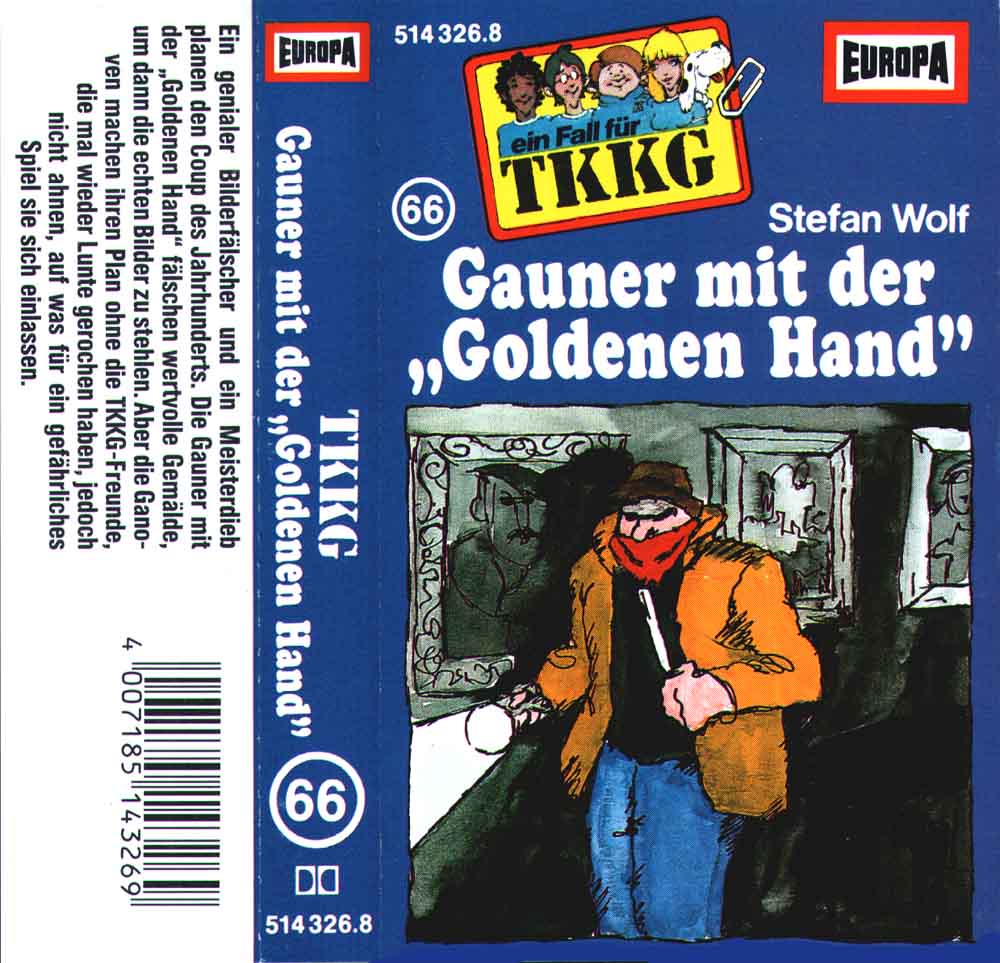 Ein genialer Bilderfälscher und ein Meisterdieb
planen den Coup des Jahrhunderts. Die Gauner mit
der „Goldenen Hand“ fälschen wertvolle Gemälde,
um dann die echten Bilder zu stehlen. Aber die Gano-
ven machen ihren Plan ohne die TKKG-Freunde,
die mal wieder Lunte gerochen haben, jedoch
nicht ahnen, auf was für ein gefährliches
Spiel sie sich einlassen.
4 007185 143269
EUROPA
TKKG
Gauner mit der „Goldenen Hand”
66
514 326.8
514 326.8
ein Fall für
TKKG
EUROPA
66
Stefan Wolf
Gauner mit der
„Goldenen Hand”